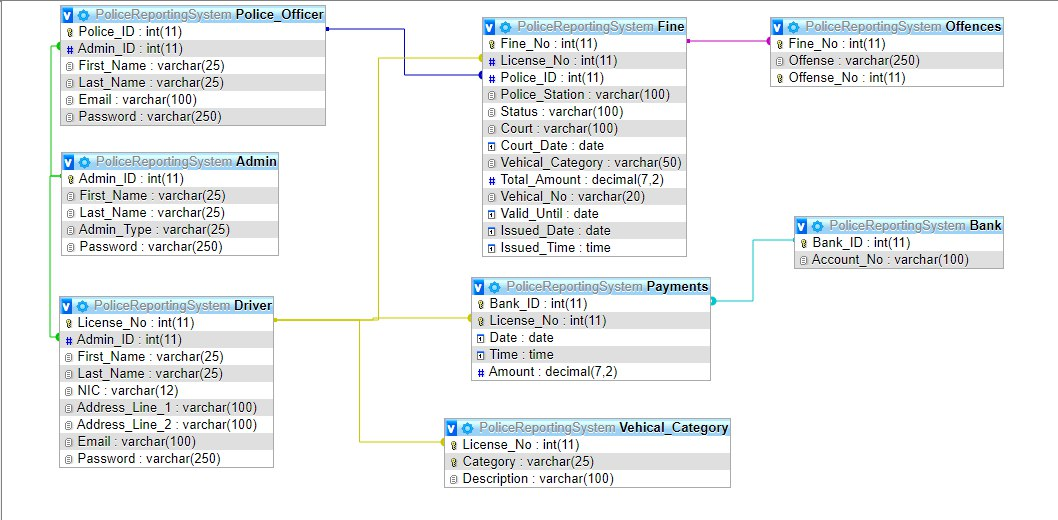 PoliceReportingSystem Police_Officer
Police_ID : int(11)
Admin_ID : int(11)
First_Name : varchar(25)
Last_Name : varchar(25)
Email : varchar(100)
Password : varchar(250)
PoliceReportingSystem Admin
Admin_ID : int(11)
First_Name : varchar(25)
Last_Name : varchar(25)
Admin_Type : varchar(25)
Password : varchar(250)
PoliceReportingSystem Driver
License_No : int(11)
Admin_ID : int(11)
First_Name : varchar(25)
Last_Name : varchar(25)
NIC : varchar(12)
Address_Line_1 : varchar(100)
Address_Line_2 : varchar(100)
Email : varchar(100)
Password : varchar(250)
PoliceReportingSystem Fine
Fine_No : int(11)
License_No : int(11)
Police_ID : int(11)
Police_Station : varchar(100)
Status : varchar(100)
Court : varchar(100)
Court_Date : date
Vehical_Category : varchar(50)
Total_Amount : decimal(7,2)
Vehical_No : varchar(20)
Valid_Until : date
Issued_Date : date
Issued_Time : time
PoliceReportingSystem Payments
Bank_ID : int(11)
License_No : int(11)
Date : date
Time : time
Amount : decimal(7,2)
PoliceReportingSystem Vehical_Category
License_No : int(11)
Category : varchar(25)
Description : varchar(100)
PoliceReportingSystem Offences
Fine_No : int(11)
Offense : varchar(250)
Offense_No : int(11)
PoliceReportingSystem Bank
Bank_ID : int(11)
Account_No : varchar(100)